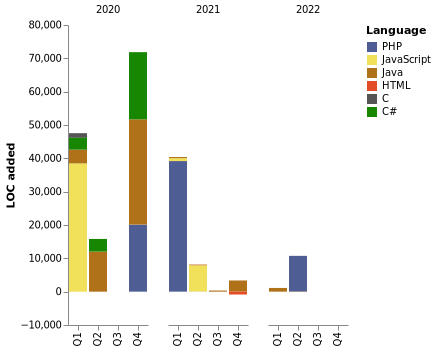 2020 2021 2022
Language
PHP
JavaScript
Java
HTML
C
C#
LOC added
80,000
70,000
60,000
50,000
40,000
30,000
20,000
10,000
0
−10,000
Q1 Q2 Q3 Q4 Q1 Q2 Q3 Q4 Q1 Q2 Q3 Q4